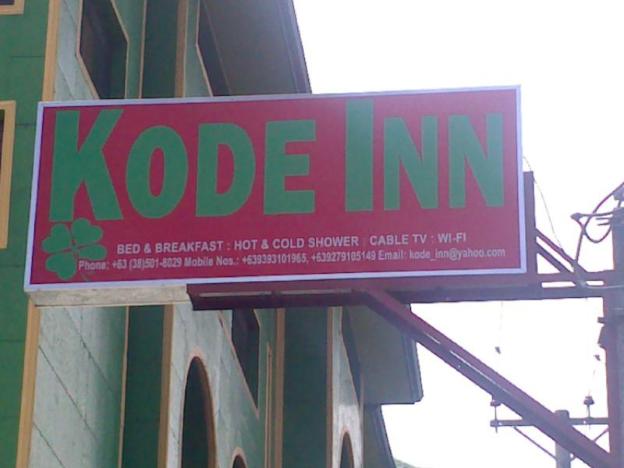 KODE INN
BED & BREAKFAST : HOT & COLD SHOWER : CABLE TV : WI-FI
Phone: +63 (38)501-8029 Mobile Nos.: +639393101965, +639279105149 Email: kode_inn@yahoo.com